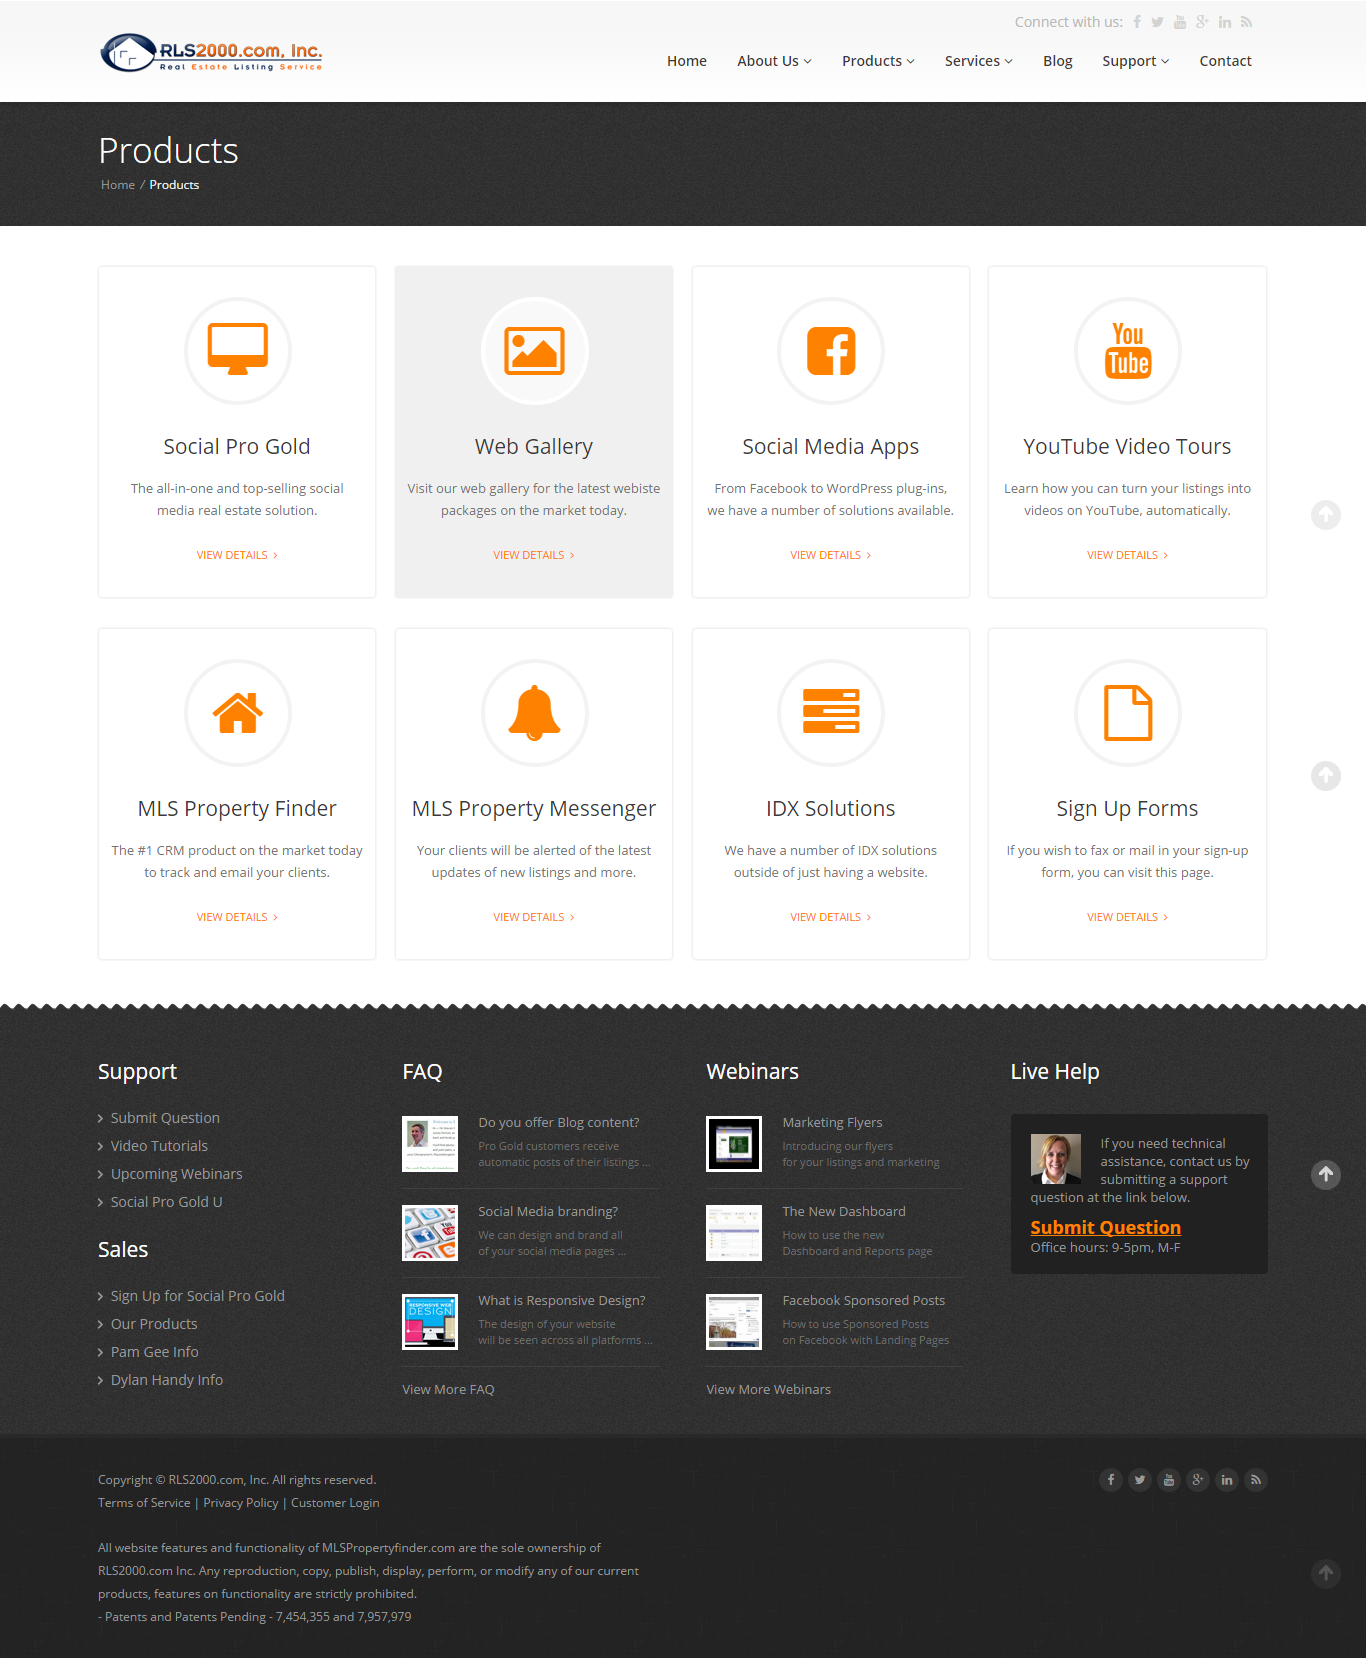 Connect with us:
RLS2000.com, Inc.
Real Estate Listing Service
Home About Us Products Services Blog Support Contact
Products
Home / Products
You
Tube
Social Pro Gold
The all-in-one and top-selling social
media real estate solution.
VIEW DETAILS
Web Gallery
Visit our web gallery for the latest webiste
packages on the market today.
VIEW DETAILS
Social Media Apps
From Facebook to WordPress plug-ins,
we have a number of solutions available.
VIEW DETAILS
YouTube Video Tours
Learn how you can turn your listings into
videos on YouTube, automatically.
VIEW DETAILS
MLS Property Finder
The #1 CRM product on the market today
to track and email your clients.
VIEW DETAILS
MLS Property Messenger
Your clients will be alerted of the latest
updates of new listings and more.
VIEW DETAILS
IDX Solutions
We have a number of IDX solutions
outside of just having a website.
VIEW DETAILS
Sign Up Forms
If you wish to fax or mail in your sign-up
form, you can visit this page.
VIEW DETAILS
Support
Submit Question
Video Tutorials
Upcoming Webinars
Social Pro Gold U
Sales
Sign Up for Social Pro Gold
Our Products
Pam Gee Info
Dylan Handy Info
FAQ
Do you offer Blog content?
Pro Gold customers receive
automatic posts of their listings ...
Social Media branding?
We can design and brand all
of your social media pages ...
RESPONSIVE WEB
DESIGN
What is Responsive Design?
The design of your website
will be seen across all platforms ...
View More FAQ
Webinars
Marketing Flyers
Introducing our flyers
for your listings and marketing
The New Dashboard
How to use the new
Dashboard and Reports page
Facebook Sponsored Posts
How to use Sponsored Posts
on Facebook with Landing Pages
View More Webinars
Live Help
If you need technical
assistance, contact us by
submitting a support
question at the link below.
Submit Question
Office hours: 9-5pm, M-F
Copyright © RLS2000.com, Inc. All rights reserved.
Terms of Service | Privacy Policy | Customer Login
All website features and functionality of MLSPropertyfinder.com are the sole ownership of
RLS2000.com Inc. Any reproduction, copy, publish, display, perform, or modify any of our current
products, features on functionality are strictly prohibited.
- Patents and Patents Pending - 7,454,355 and 7,957,979